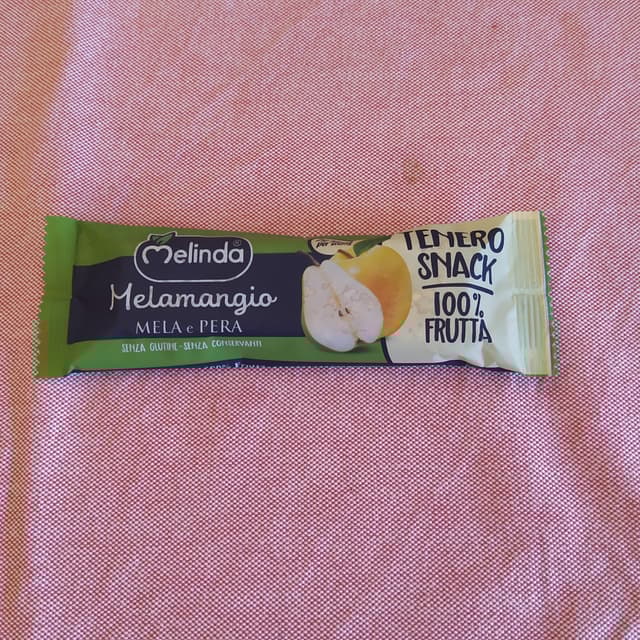 Melinda®
Melamangio
MELA e PERA
SENZA GLUTINE - SENZA CONSERVANTI
TENERO
SNACK
100%
FRUTTA